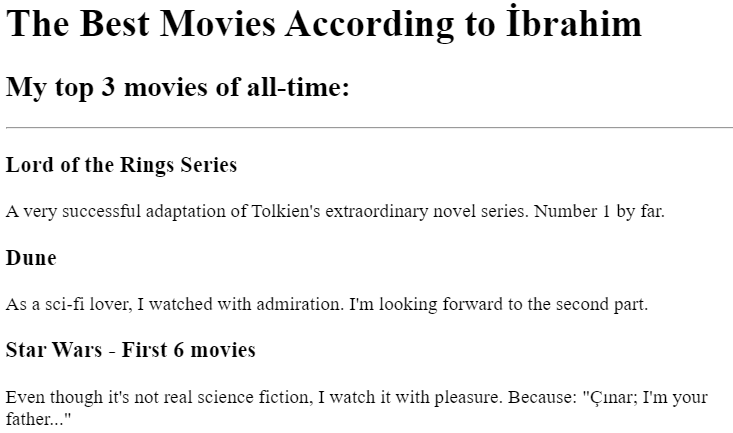 The Best Movies According to İbrahim
My top 3 movies of all-time:
Lord of the Rings Series
A very successful adaptation of Tolkien's extraordinary novel series. Number 1 by far.
Dune
As a sci-fi lover, I watched with admiration. I'm looking forward to the second part.
Star Wars - First 6 movies
Even though it's not real science fiction, I watch it with pleasure. Because: "Çınar; I'm your
father..."